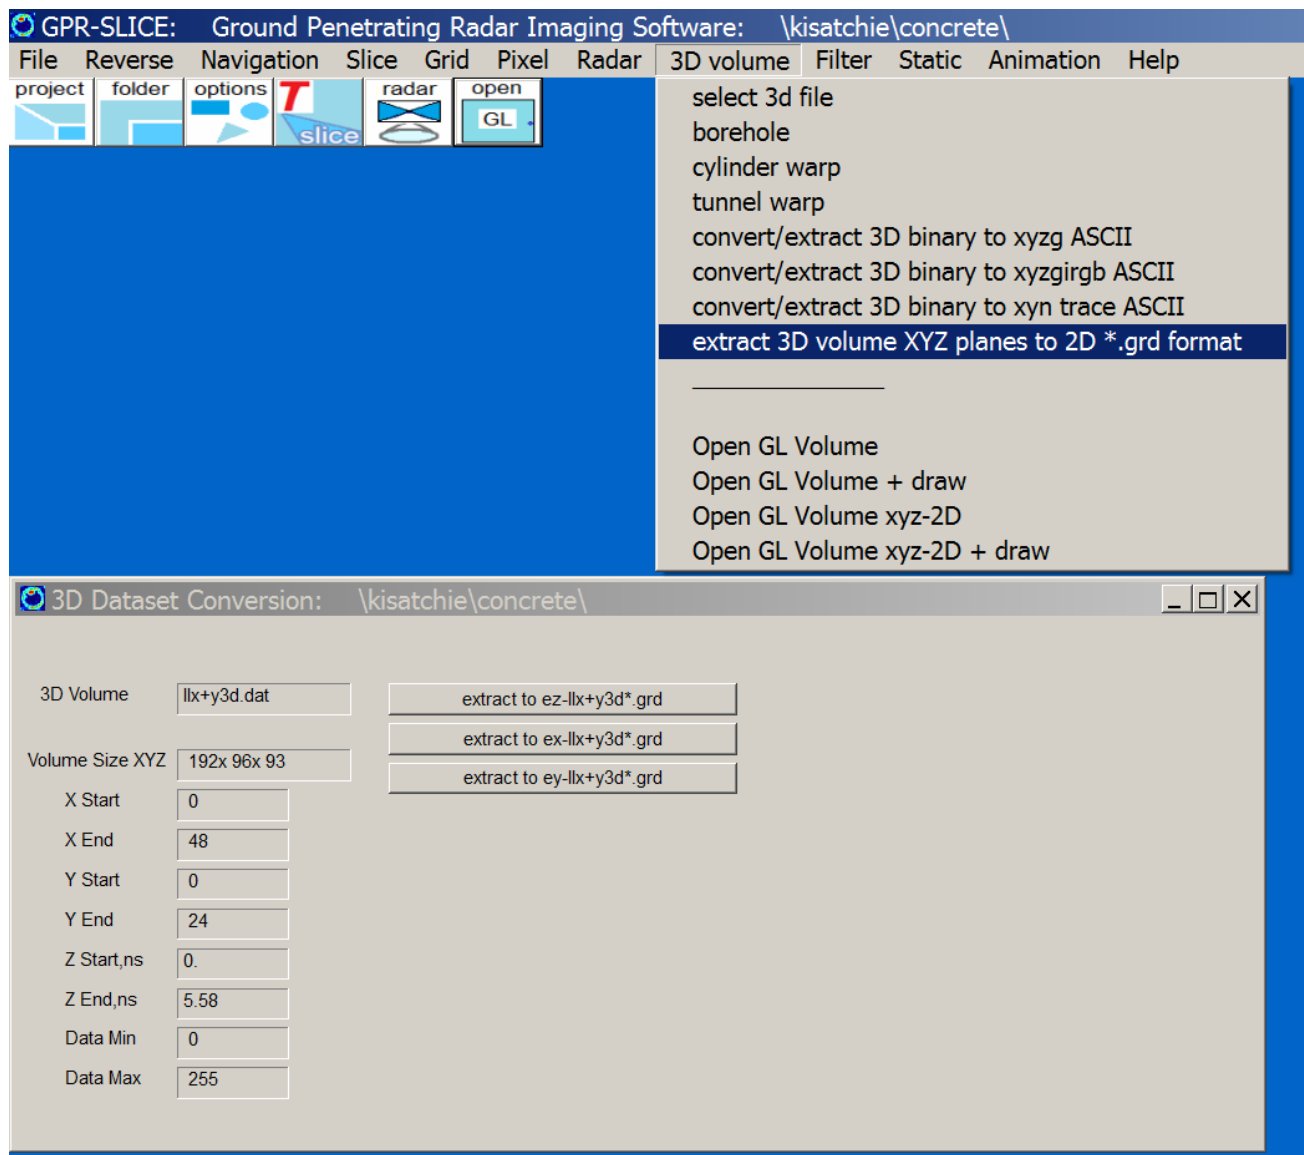 GPR-SLICE: Ground Penetrating Radar Imaging Software: \kisatchie\concrete\
File Reverse Navigation Slice Grid Pixel Radar 3D volume Filter Static Animation Help
project folder options T slice radar open GL
select 3d file
borehole
cylinder warp
tunnel warp
convert/extract 3D binary to xyzg ASCII
convert/extract 3D binary to xyzgirgb ASCII
convert/extract 3D binary to xyn trace ASCII
extract 3D volume XYZ planes to 2D *.grd format
Open GL Volume
Open GL Volume + draw
Open GL Volume xyz-2D
Open GL Volume xyz-2D + draw
3D Dataset Conversion: \kisatchie\concrete\
3D Volume llx+y3d.dat extract to ez-llx+y3d*.grd
extract to ex-llx+y3d*.grd
Volume Size XYZ 192x 96x 93 extract to ey-llx+y3d*.grd
X Start 0
X End 48
Y Start 0
Y End 24
Z Start,ns 0.
Z End,ns 5.58
Data Min 0
Data Max 255